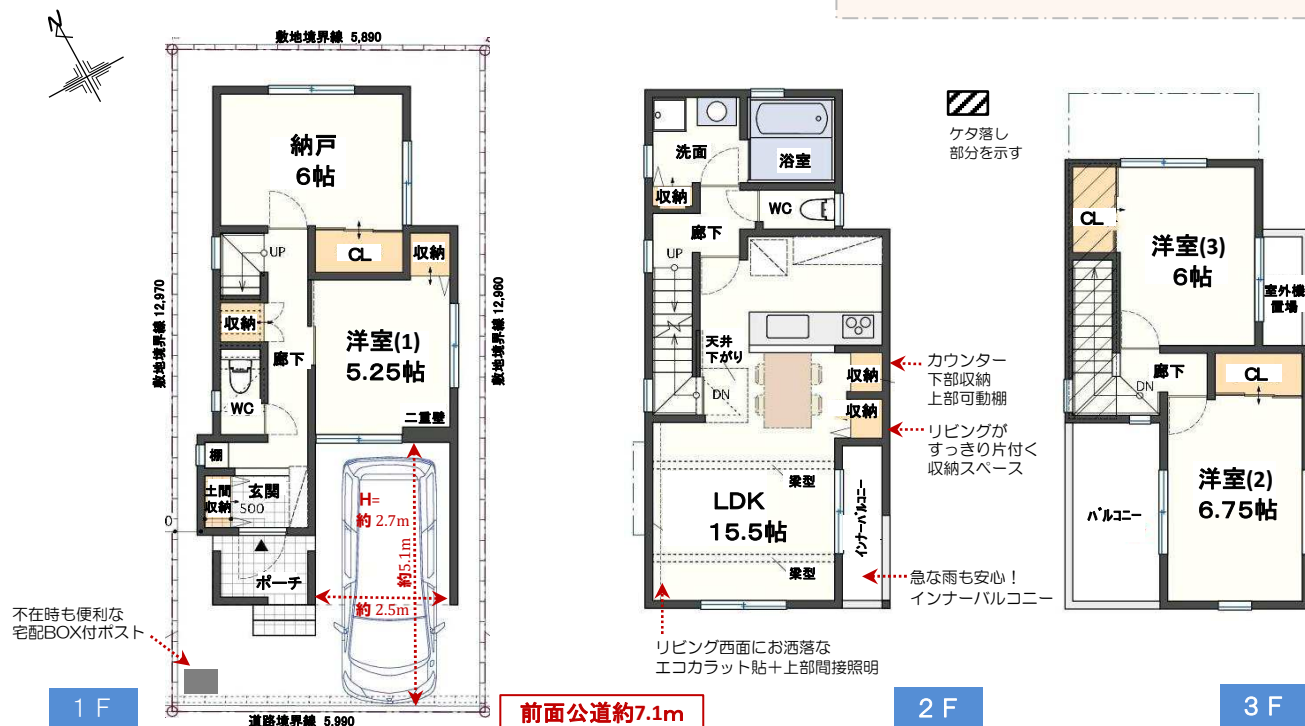 N
敷地境界線 5,890
敷地境界線 12,970
敷地境界線 12,960
納戸
6帖
UP
CL
収納
収納
廊下
洋室(1)
5.25帖
WC
二重壁
棚
土間
収納
玄関
500
0
ポーチ
H=
約 2.7m
約5.1m
約 2.5m
不在時も便利な
宅配BOX付ポスト
1F
道路境界線 5,990
前面公道約7.1m
洗面
浴室
収納
WC
廊下
UP
天井
下がり
DN
収納
収納
カウンター
下部収納
上部可動棚
リビングが
すっきり片付く
収納スペース
梁型
LDK
15.5帖
梁型
インナーバルコニー
急な雨も安心！
インナーバルコニー
リビング西面にお洒落な
エコカラット貼+上部間接照明
2F
ケタ落し
部分を示す
CL
洋室(3)
6帖
室外機
置場
廊下
DN
CL
洋室(2)
6.75帖
バルコニー
3F